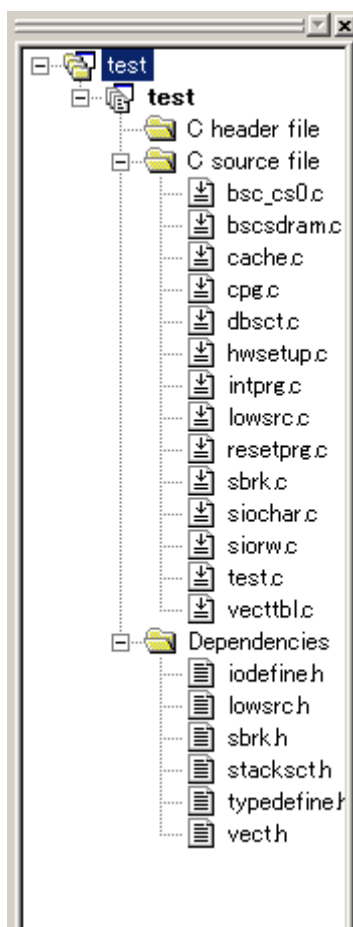 test
test
C header file
C source file
bsc_cs0.c
bscsdram.c
cache.c
cpg.c
dbsct.c
hwsetup.c
intprg.c
lowsrc.c
resetprg.c
sbrk.c
siochar.c
siorw.c
test.c
vecttbl.c
Dependencies
iodefine.h
lowsrc.h
sbrk.h
stacksct.h
typedefine.h
vect.h